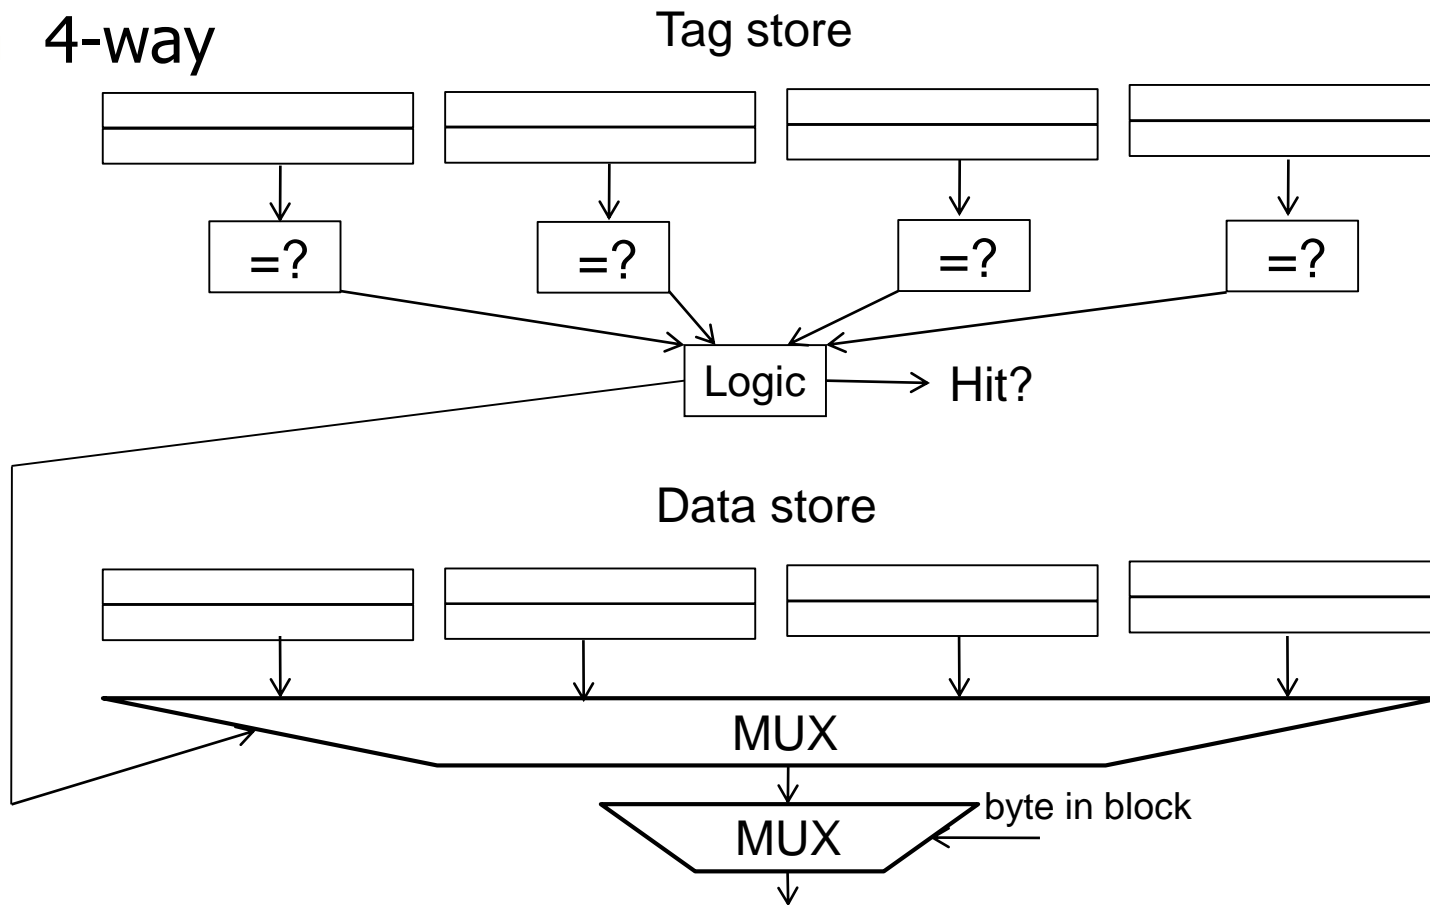 4-way
Tag store
=?
=?
=?
=?
Logic
Hit?
Data store
MUX
byte in block
MUX